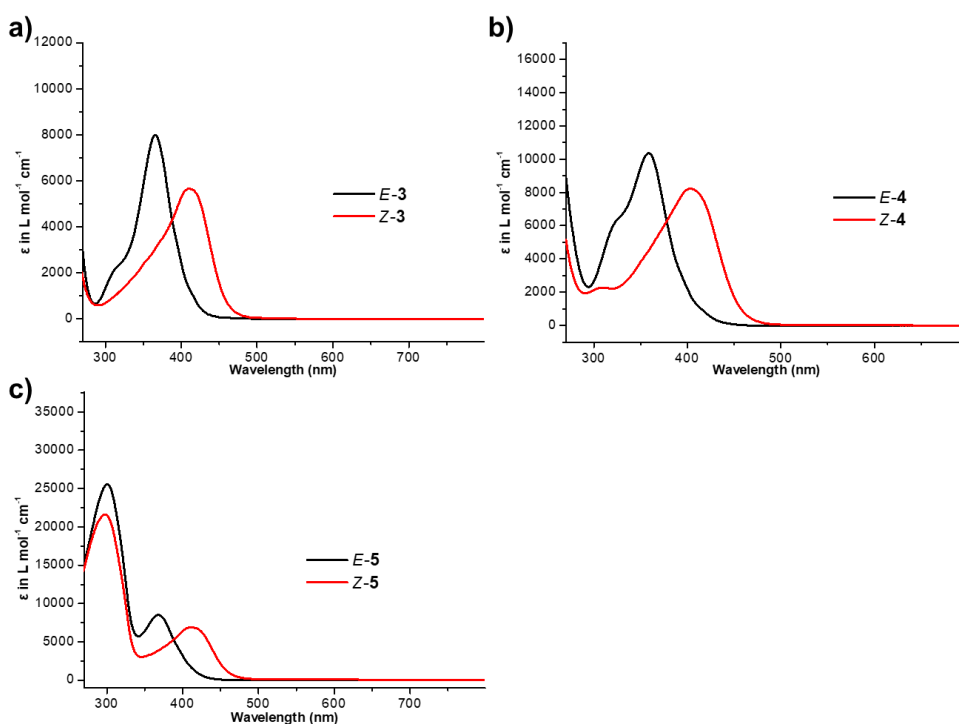 a)
12000
10000
8000
6000
4000
2000
0
ε in L mol⁻¹ cm⁻¹
300 400 500 600 700
Wavelength (nm)
E-3
Z-3
b)
16000
14000
12000
10000
8000
6000
4000
2000
0
ε in L mol⁻¹ cm⁻¹
300 400 500 600
Wavelength (nm)
E-4
Z-4
c)
35000
30000
25000
20000
15000
10000
5000
0
ε in L mol⁻¹ cm⁻¹
300 400 500 600 700
Wavelength (nm)
E-5
Z-5